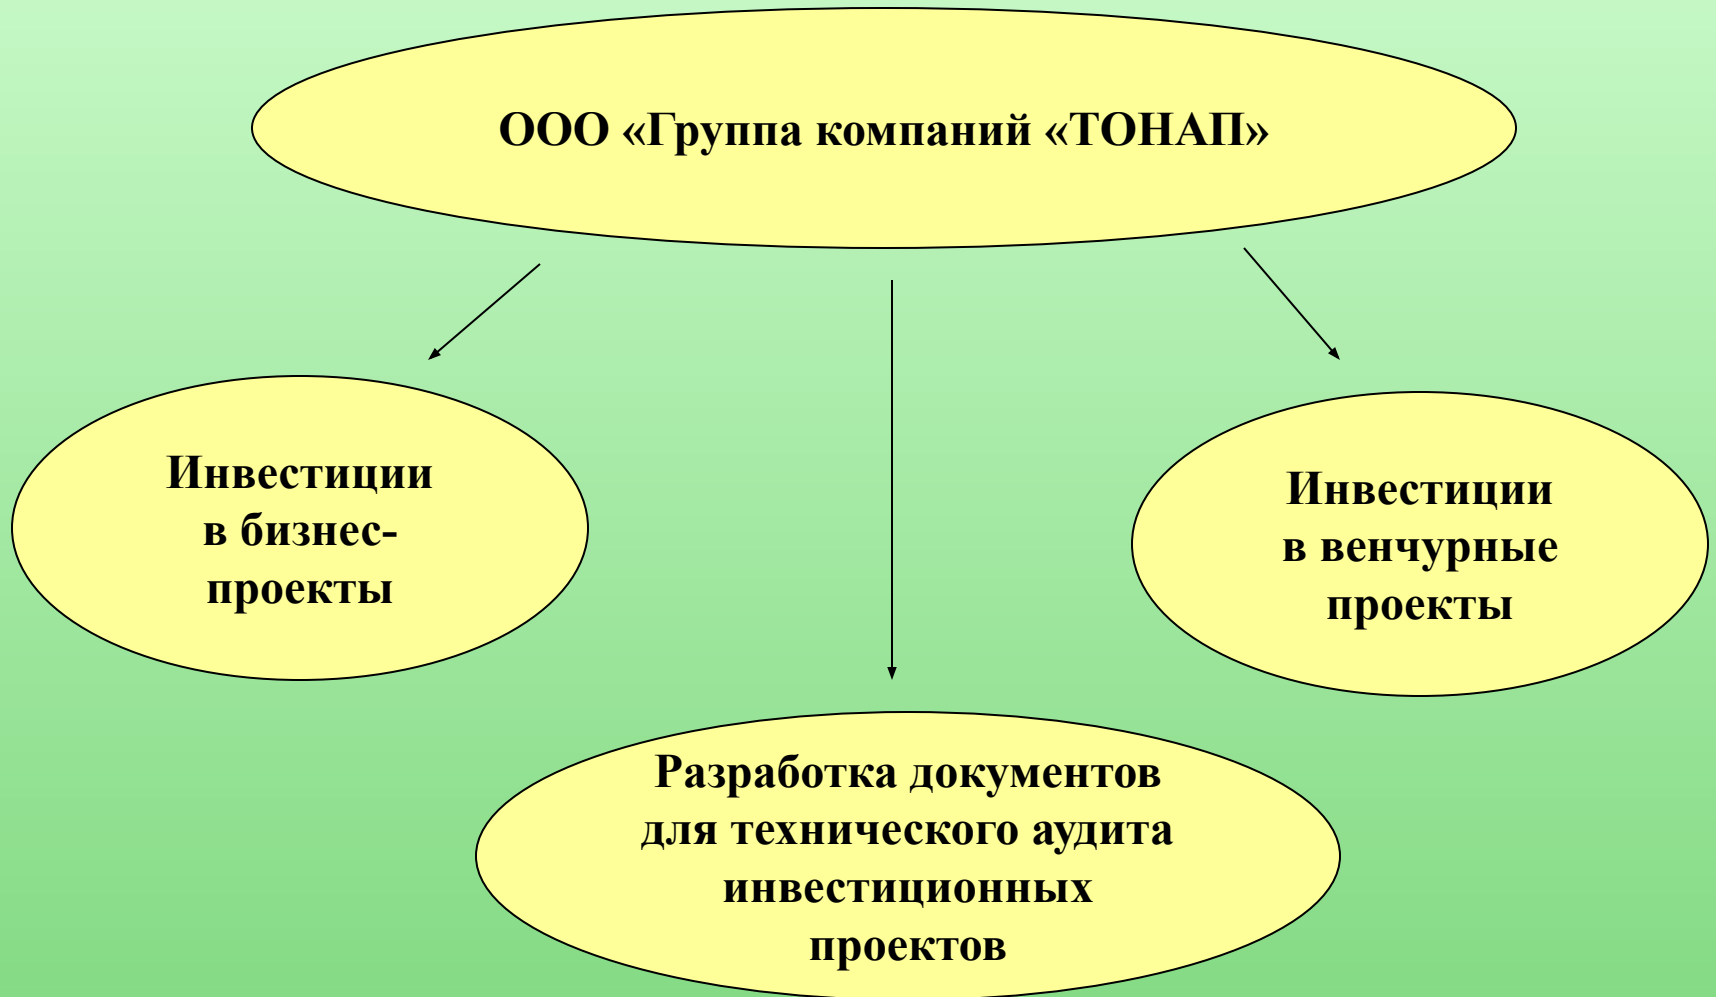 ООО «Группа компаний «ТОНАП»
Инвестиции
в бизнес-
проекты
Инвестиции
в венчурные
проекты
Разработка документов
для технического аудита
инвестиционных
проектов